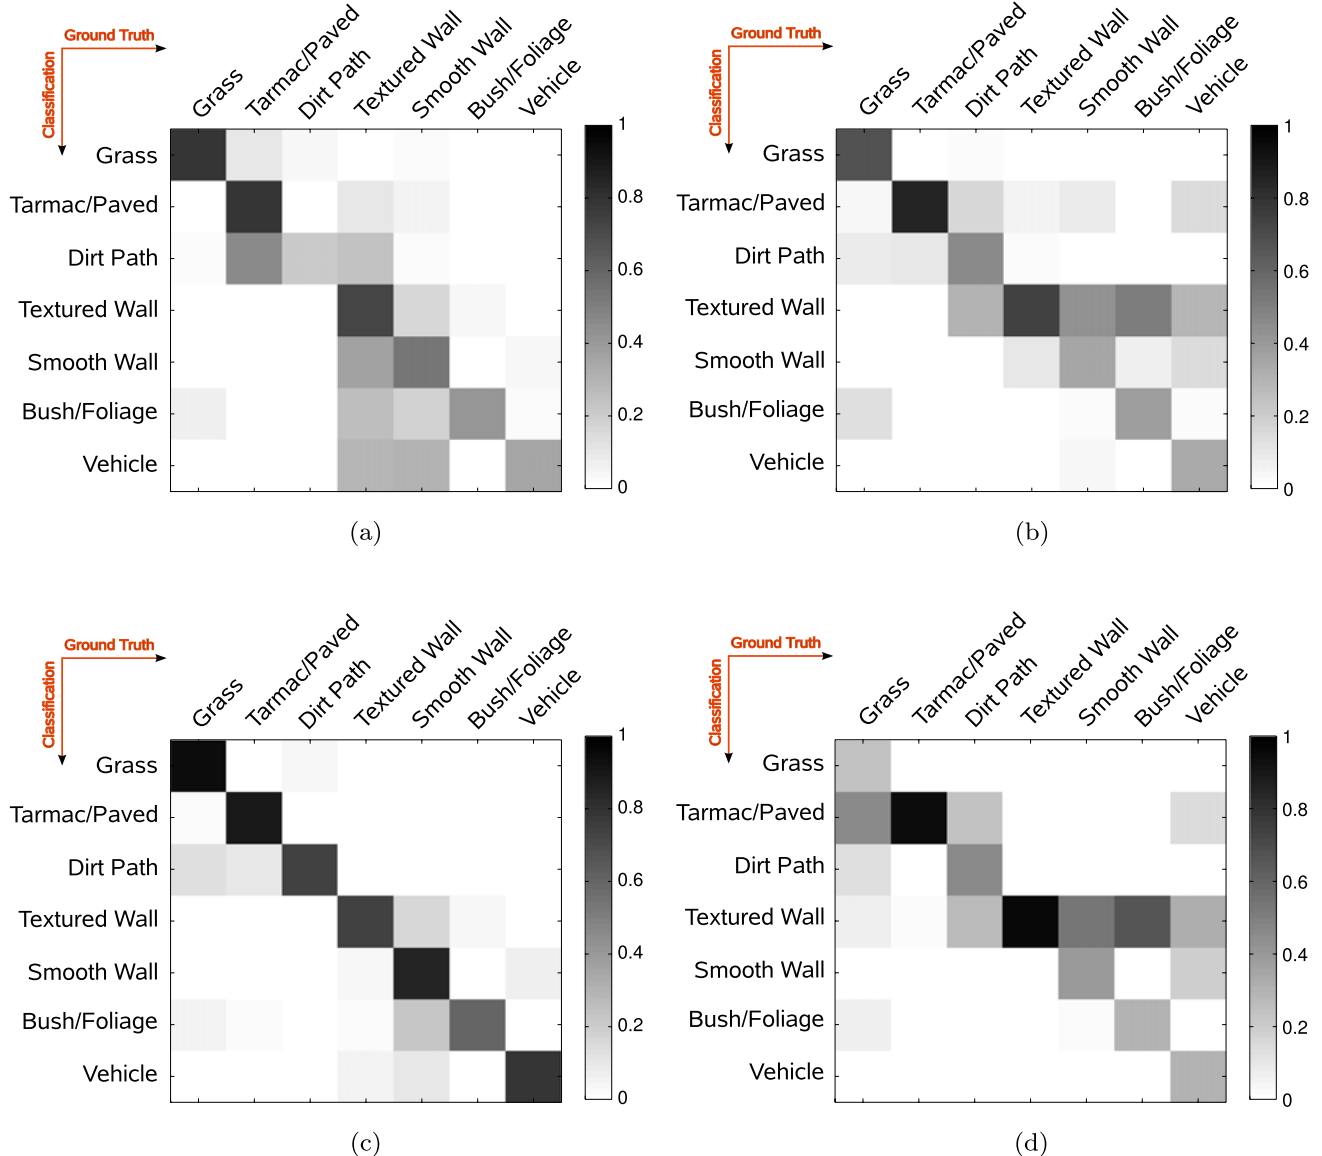 Ground Truth
Classification
Grass
Tarmac/Paved
Dirt Path
Textured Wall
Smooth Wall
Bush/Foliage
Vehicle
Grass
Tarmac/Paved
Dirt Path
Textured Wall
Smooth Wall
Bush/Foliage
Vehicle
1
0.8
0.6
0.4
0.2
0
(a)
Ground Truth
Classification
Grass
Tarmac/Paved
Dirt Path
Textured Wall
Smooth Wall
Bush/Foliage
Vehicle
Grass
Tarmac/Paved
Dirt Path
Textured Wall
Smooth Wall
Bush/Foliage
Vehicle
1
0.8
0.6
0.4
0.2
0
(b)
Ground Truth
Classification
Grass
Tarmac/Paved
Dirt Path
Textured Wall
Smooth Wall
Bush/Foliage
Vehicle
Grass
Tarmac/Paved
Dirt Path
Textured Wall
Smooth Wall
Bush/Foliage
Vehicle
1
0.8
0.6
0.4
0.2
0
(c)
Ground Truth
Classification
Grass
Tarmac/Paved
Dirt Path
Textured Wall
Smooth Wall
Bush/Foliage
Vehicle
Grass
Tarmac/Paved
Dirt Path
Textured Wall
Smooth Wall
Bush/Foliage
Vehicle
1
0.8
0.6
0.4
0.2
0
(d)